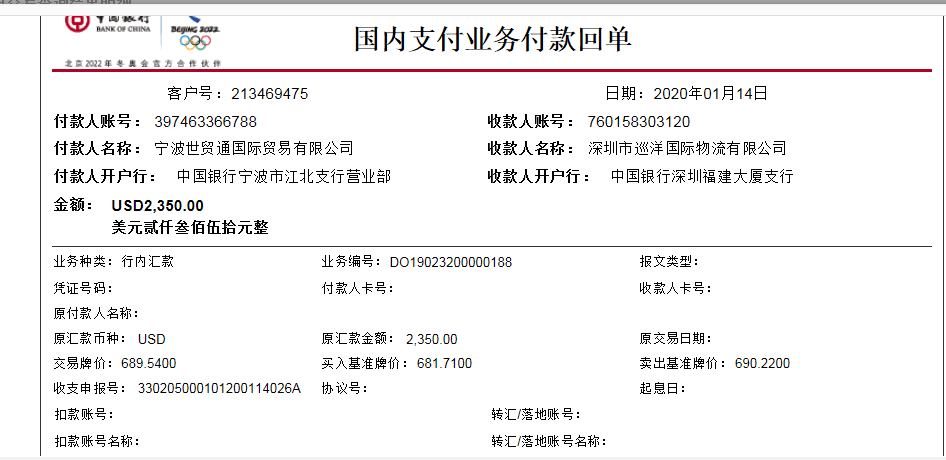 中国银行
BANK OF CHINA
BEIJING 2022
北京2022年冬奥会官方合作伙伴
国内支付业务付款回单
客户号：213469475 日期：2020年01月14日
付款人账号：397463366788 收款人账号：760158303120
付款人名称：宁波世贸通国际贸易有限公司 收款人名称：深圳市巡洋国际物流有限公司
付款人开户行：中国银行宁波市江北支行营业部 收款人开户行：中国银行深圳福建大厦支行
金额：USD2,350.00
美元贰仟叁佰伍拾元整
业务种类：行内汇款 业务编号：DO19023200000188 报文类型：
凭证号码： 付款人卡号： 收款人卡号：
原付款人名称：
原汇款币种：USD 原汇款金额：2,350.00 原交易日期：
交易牌价：689.5400 买入基准牌价：681.7100 卖出基准牌价：690.2200
收支申报号：330205000101200114026A 协议号： 起息日：
扣款账号： 转汇/落地账号：
扣款账号名称： 转汇/落地账号名称：